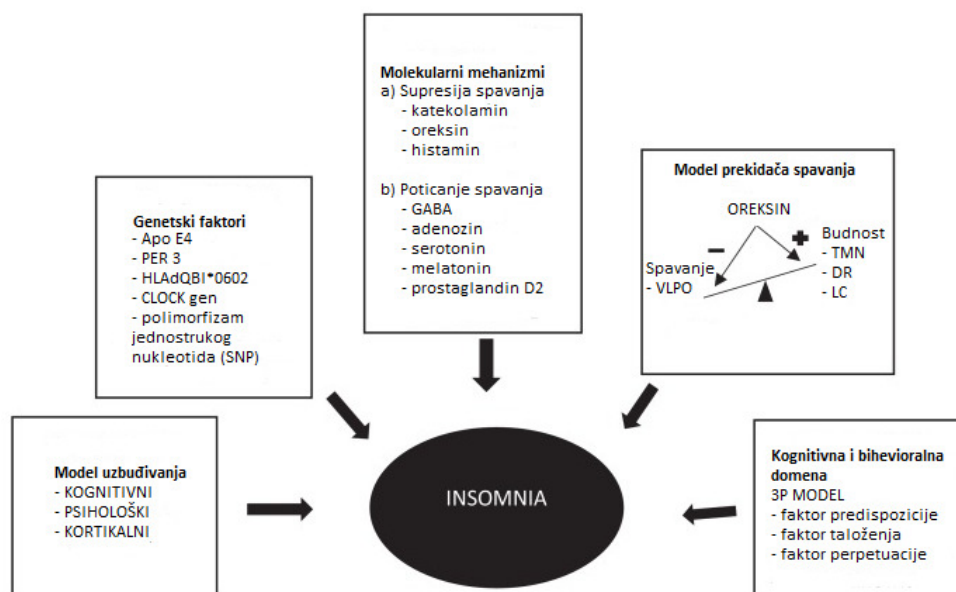 Molekularni mehanizmi
a) Supresija spavanja
- katekolamin
- oreksin
- histamin
b) Poticanje spavanja
- GABA
- adenozin
- serotonin
- melatonin
- prostaglandin D2
Genetski faktori
- Apo E4
- PER 3
- HLAdQBI*0602
- CLOCK gen
- polimorfizam
jednostrukog
nukleotida (SNP)
Model prekidača spavanja
OREKSIN
Budnost
- TMN
- DR
- LC
Spavanje
- VLPO
Model uzbuđivanja
- KOGNITIVNI
- PSIHOLOŠKI
- KORTIKALNI
INSOMNIA
Kognitivna i bihevioralna
domena
3P MODEL
- faktor predispozicije
- faktor taloženja
- faktor perpetuacije